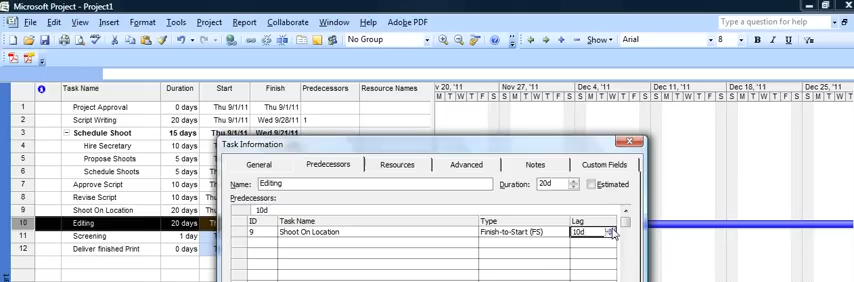 Microsoft Project - Project1
File Edit View Insert Format Tools Project Report Collaborate Window Help Adobe PDF Type a question for help
No Group Show Arial 8 B I U
Task Name Duration Start Finish Predecessors Resource Names v 20, '11 Nov 27, '11 Dec 4, '11 Dec 11, '11 Dec 18, '11 Dec 25, '11
M T W T F S S M T W T F S S M T W T F S S M T W T F S S M T W T F S S M T W T F
1 Project Approval 0 days Thu 9/1/11 Thu 9/1/11
2 Script Writing 20 days Thu 9/1/11 Wed 9/28/11 1
3 Schedule Shoot 15 days Thu 9/1/11 Wed 9/21/11
4 Hire Secretary 10 days
5 Propose Shoots 5 days
6 Schedule Shoots 5 days
7 Approve Script 10 days
8 Revise Script 10 days
9 Shoot On Location 20 days
10 Editing 20 days
11 Screening 1 day
12 Deliver finished Print 0 days
Task Information
General Predecessors Resources Advanced Notes Custom Fields
Name: Editing Duration: 20d Estimated
Predecessors:
10d
ID Task Name Type Lag
9 Shoot On Location Finish-to-Start (FS) 10d